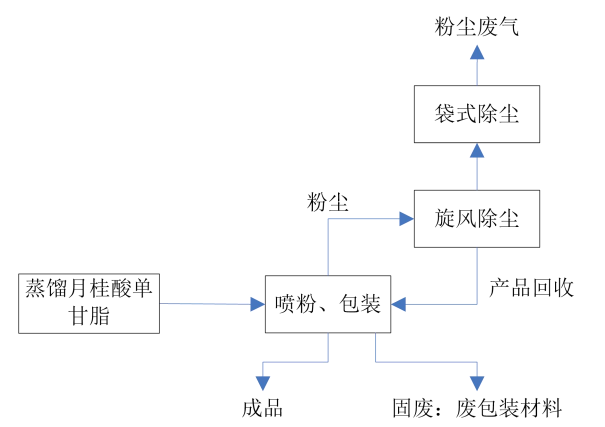 粉尘废气
袋式除尘
粉尘
旋风除尘
产品回收
蒸馏月桂酸单
甘脂
喷粉、包装
成品
固废：废包装材料